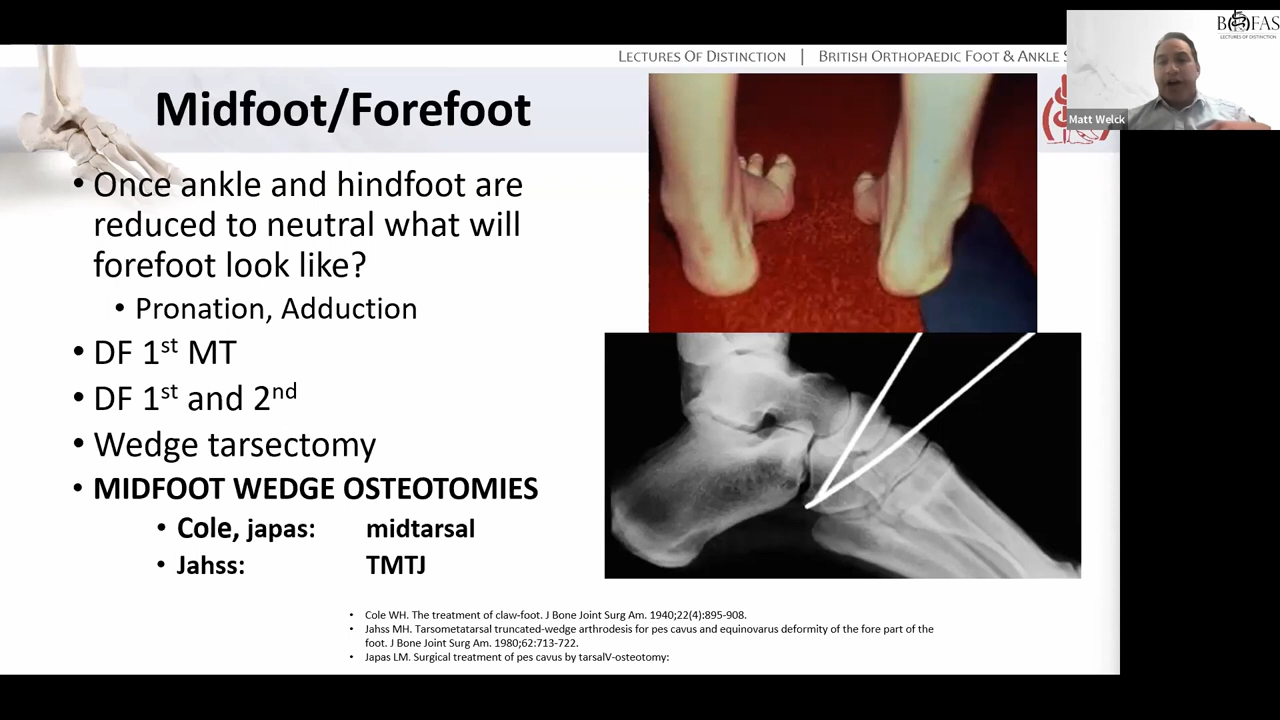 LECTURES OF DISTINCTION | BRITISH ORTHOPAEDIC FOOT & ANKLE S
BOFAS
LECTURES OF DISTINCTION
Matt Welck
Midfoot/Forefoot
• Once ankle and hindfoot are
reduced to neutral what will
forefoot look like?
• Pronation, Adduction
• DF 1st MT
• DF 1st and 2nd
• Wedge tarsectomy
• MIDFOOT WEDGE OSTEOTOMIES
• Cole, japas: midtarsal
• Jahss: TMTJ
• Cole WH. The treatment of claw-foot. J Bone Joint Surg Am. 1940;22(4):895-908.
• Jahss MH. Tarsometatarsal truncated-wedge arthrodesis for pes cavus and equinovarus deformity of the fore part of the
foot. J Bone Joint Surg Am. 1980;62:713-722.
• Japas LM. Surgical treatment of pes cavus by tarsalV-osteotomy: